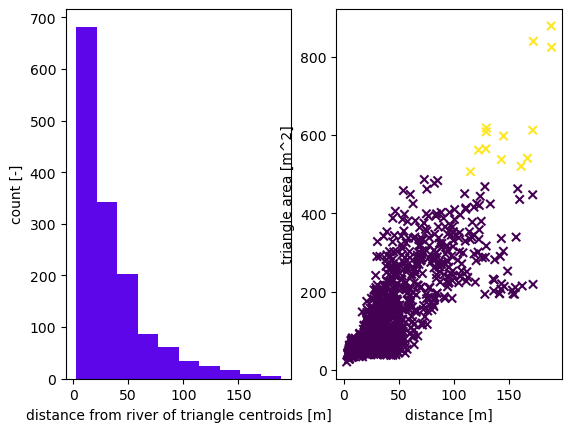 700
600
500
400
300
200
100
0
count [-]
0 50 100 150
distance from river of triangle centroids [m]
800
600
400
200
0
triangle area [m^2]
0 50 100 150
distance [m]